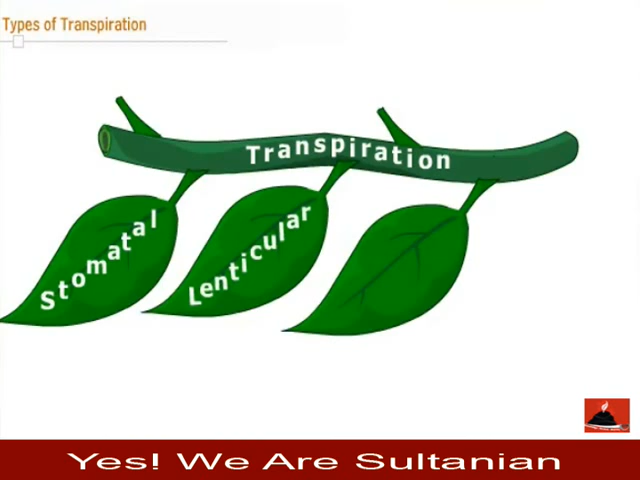 Types of Transpiration
Transpiration
Stomatal
Lenticular
Yes! We Are Sultanian